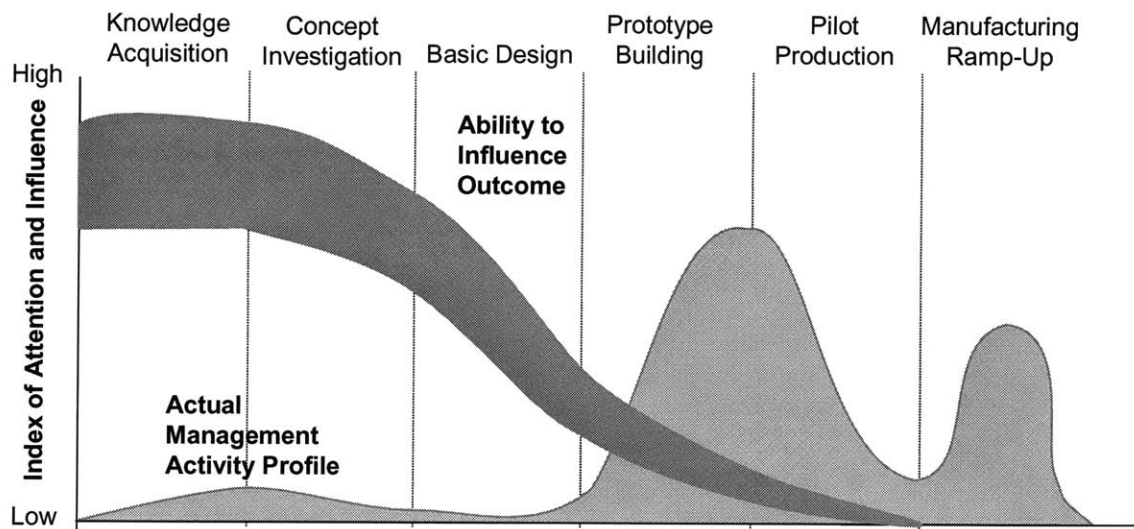 Knowledge
Acquisition
Concept
Investigation
Basic Design
Prototype
Building
Pilot
Production
Manufacturing
Ramp-Up
High
Index of Attention and Influence
Ability to
Influence
Outcome
Actual
Management
Activity Profile
Low